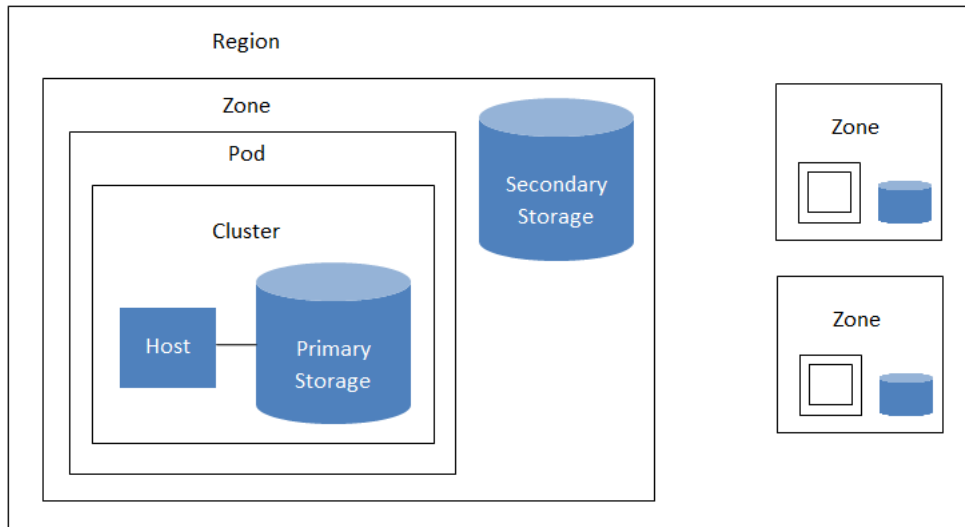 Region
Zone
Pod
Cluster
Host
Primary
Storage
Secondary
Storage
Zone
Zone